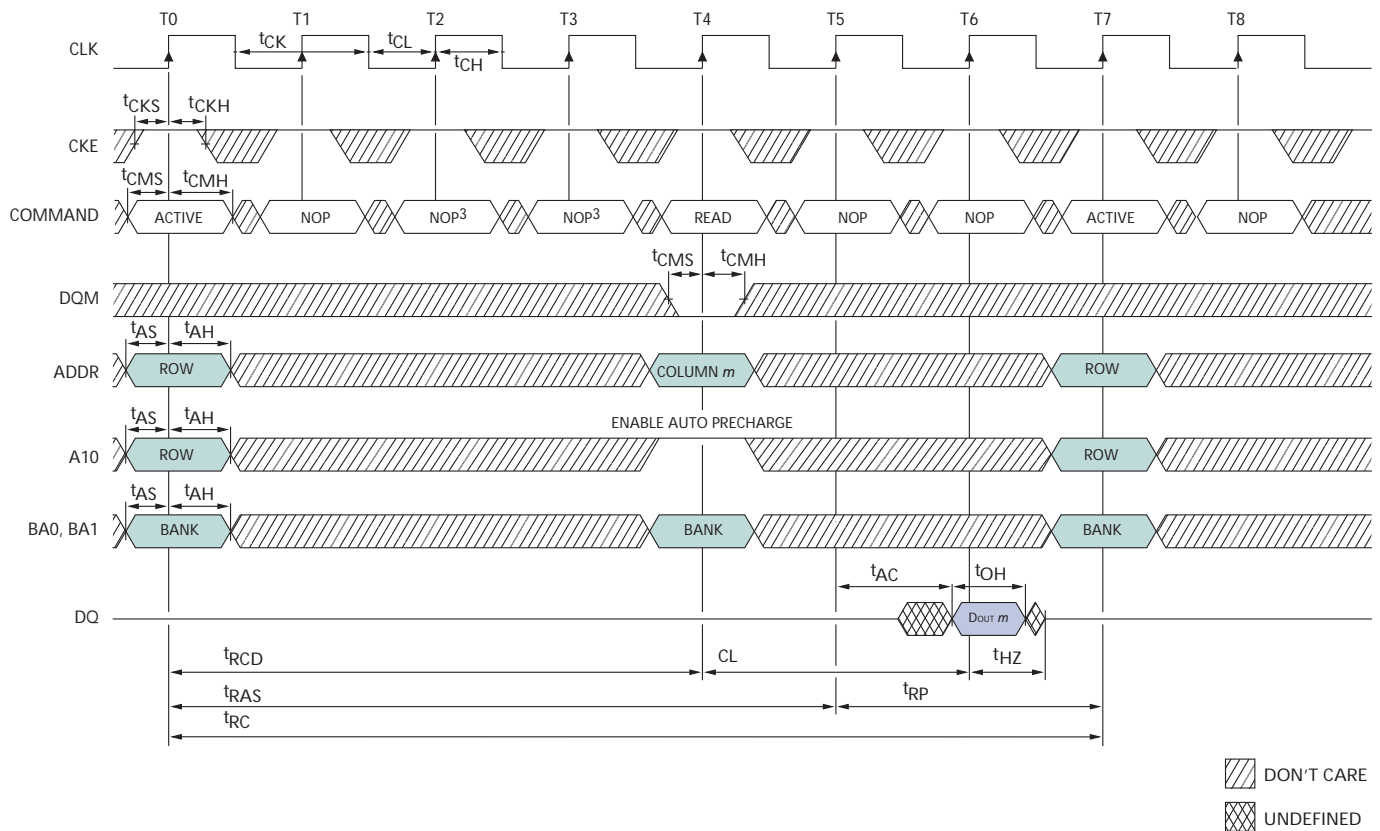 T0 T1 T2 T3 T4 T5 T6 T7 T8
CLK tCK tCL tCH
tCKS tCKH
CKE
tCMS tCMH
COMMAND ACTIVE NOP NOP3 NOP3 READ NOP NOP ACTIVE NOP
tCMS tCMH
DQM
tAS tAH
ADDR ROW COLUMN m ROW
ENABLE AUTO PRECHARGE
tAS tAH
A10 ROW ROW
tAS tAH
BA0, BA1 BANK BANK BANK
tAC tOH
DQ DOUT m
tRCD CL tHZ
tRAS tRP
tRC
DON'T CARE
UNDEFINED